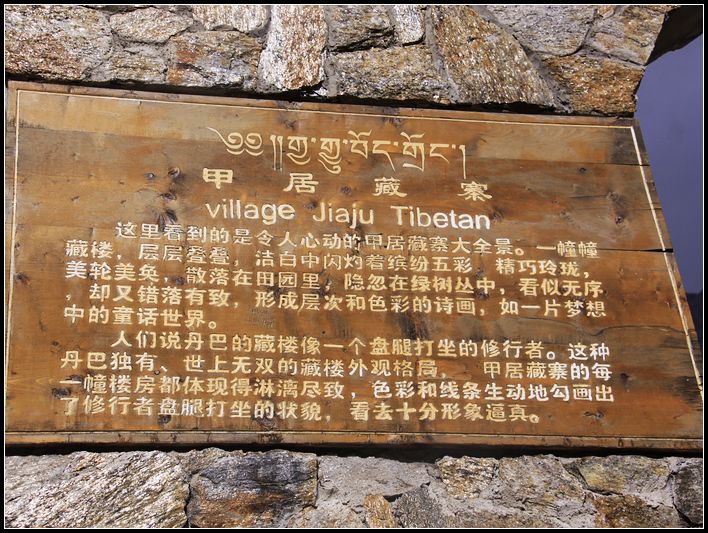 ༄༅།།ཀྱཱ་ཀྱུ་བོད་གྲོང་།
甲居藏寨
village Jiaju Tibetan
这里看到的是令人心动的甲居藏寨大全景。一幢幢
藏楼，层层叠叠，洁白中闪灼着缤纷五彩，精巧玲珑，
美轮美奂，散落在田园里，隐忽在绿树丛中，看似无序
，却又错落有致，形成层次和色彩的诗画，如一片梦想
中的童话世界。
人们说丹巴的藏楼像一个盘腿打坐的修行者。这种
丹巴独有、世上无双的藏楼外观格局，甲居藏寨的每
一幢楼房都体现得淋漓尽致，色彩和线条生动地勾画出
了修行者盘腿打坐的状貌，看去十分形象逼真。